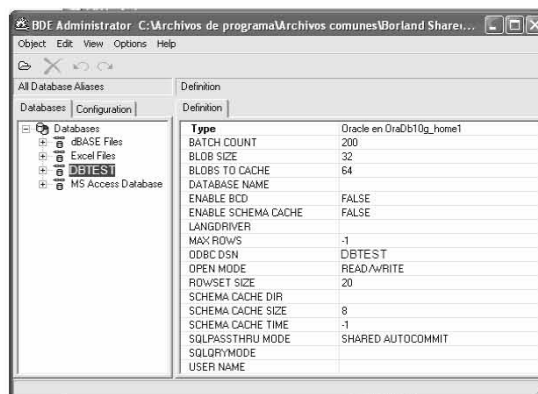 BDE Administrator C:\Archivos de programa\Archivos comunes\Borland Share...
Object Edit View Options Help
All Database Aliases
Definition
Databases
Configuration
Definition
Databases
dBASE Files
Excel Files
DBTEST
MS Access Database
Type Oracle en OraDb10g_home1
BATCH COUNT 200
BLOB SIZE 32
BLOBS TO CACHE 64
DATABASE NAME
ENABLE BCD FALSE
ENABLE SCHEMA CACHE FALSE
LANGDRIVER
MAX ROWS -1
ODBC DSN DBTEST
OPEN MODE READ/WRITE
ROWSET SIZE 20
SCHEMA CACHE DIR
SCHEMA CACHE SIZE 8
SCHEMA CACHE TIME -1
SQLPASSTHRU MODE SHARED AUTOCOMMIT
SQLQRYMODE
USER NAME